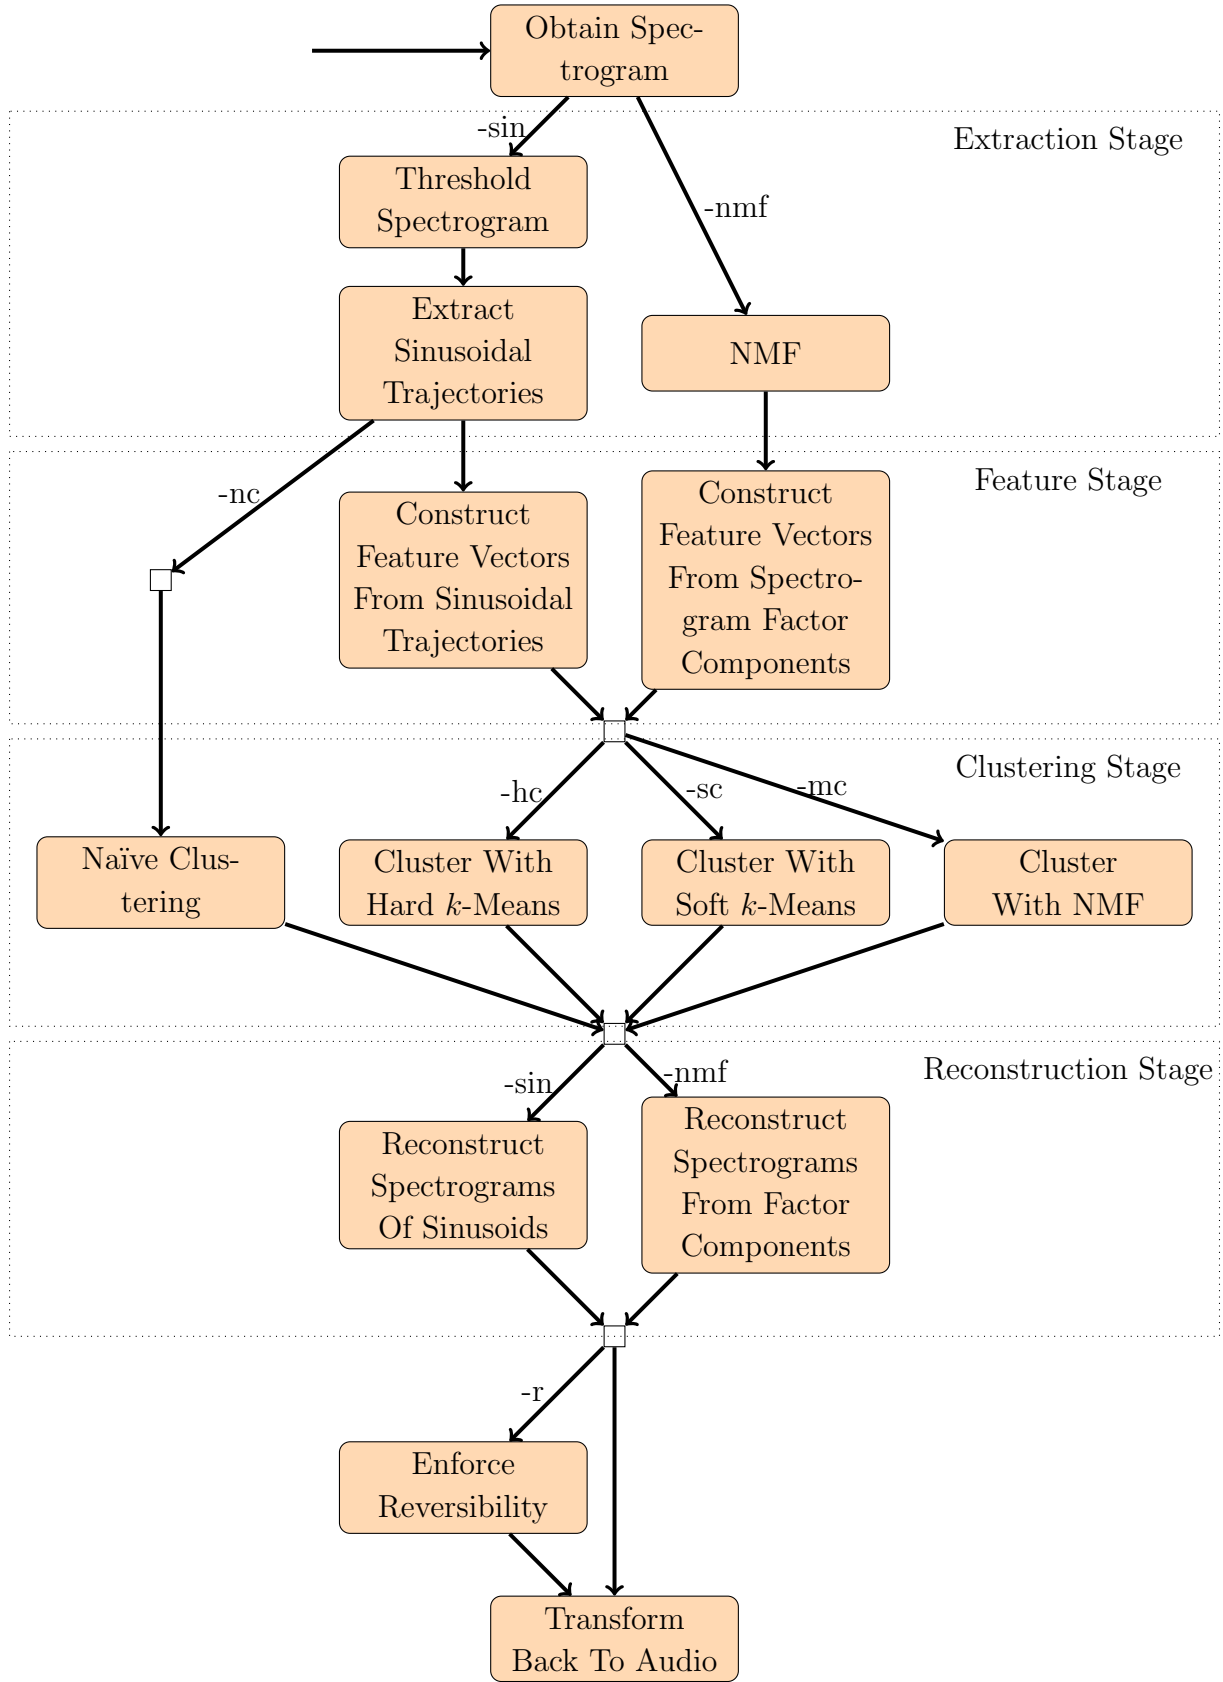 Obtain Spec-
trogram
-sin
Extraction Stage
Threshold
Spectrogram
-nmf
Extract
Sinusoidal
Trajectories
NMF
-nc
Feature Stage
Construct
Feature Vectors
From Sinusoidal
Trajectories
Construct
Feature Vectors
From Spectro-
gram Factor
Components
Clustering Stage
-hc
-sc
-mc
Naïve Clus-
tering
Cluster With
Hard k-Means
Cluster With
Soft k-Means
Cluster
With NMF
Reconstruction Stage
-sin
-nmf
Reconstruct
Spectrograms
Of Sinusoids
Reconstruct
Spectrograms
From Factor
Components
-r
Enforce
Reversibility
Transform
Back To Audio